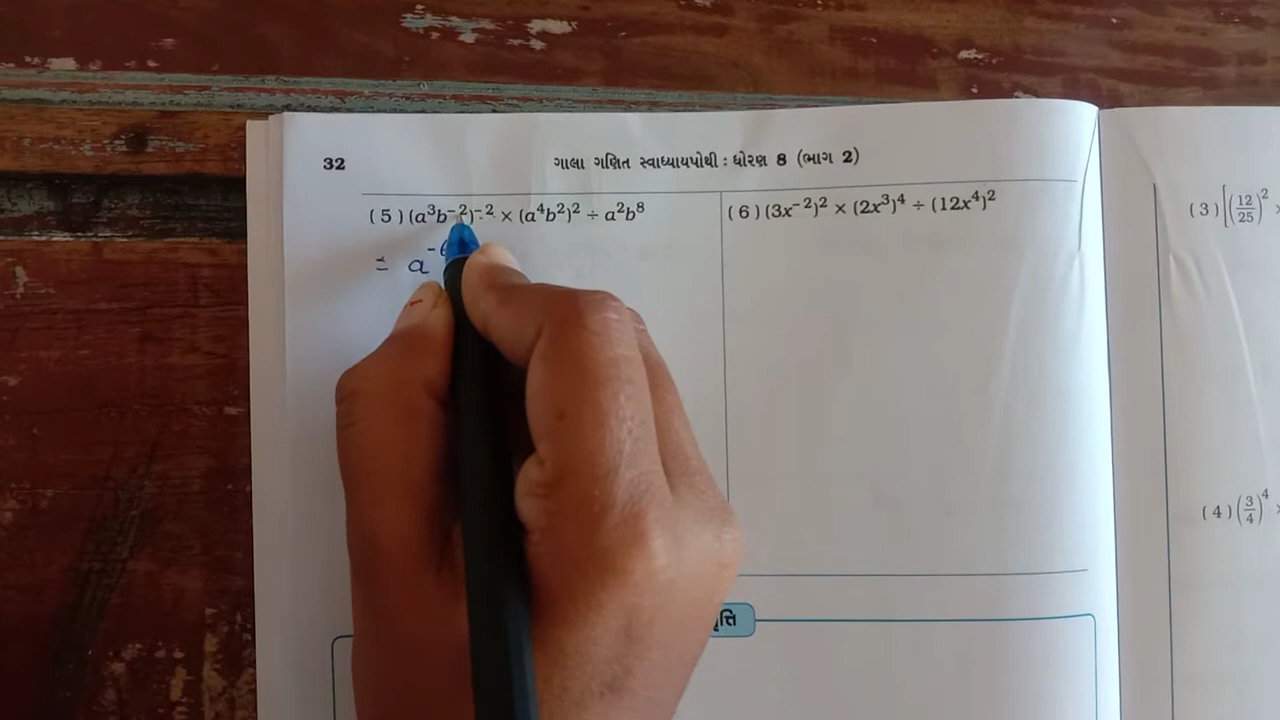 32
ગાલા ગણિત સ્વાધ્યાયપોથી : ધોરણ 8 (ભાગ 2)
(5) (a³b⁻²)⁻² × (a⁴b²)² ÷ a²b⁸
= a⁻
(6) (3x⁻²)² × (2x³)⁴ ÷ (12x⁴)²
(3) [(12/25)² ×
(4) (3/4)⁴